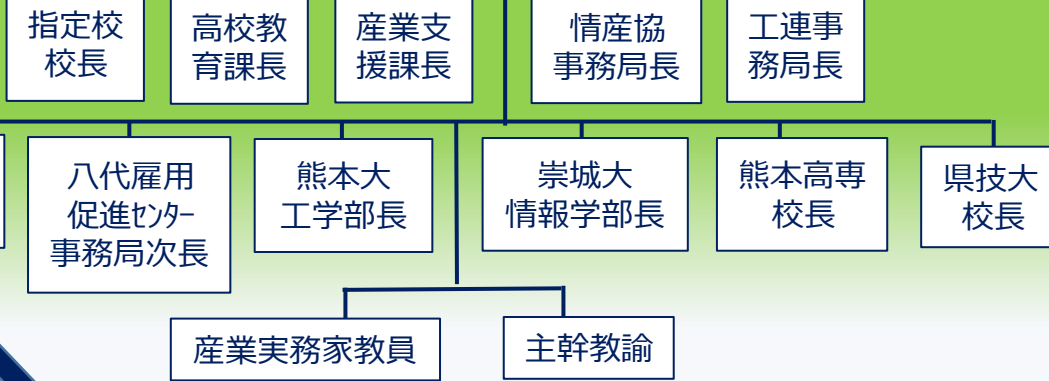 指定校
校長
高校教
育課長
産業支
援課長
情産協
事務局長
工連事
務局長
八代雇用
促進ｾﾝﾀｰ
事務局次長
熊本大
工学部長
崇城大
情報学部長
熊本高専
校長
県技大
校長
産業実務家教員
主幹教諭